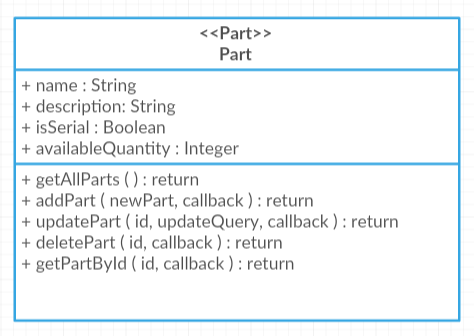 <<Part>>
Part
+ name : String
+ description: String
+ isSerial : Boolean
+ availableQuantity : Integer
+ getAllParts ( ) : return
+ addPart ( newPart, callback ) : return
+ updatePart ( id, updateQuery, callback ) : return
+ deletePart ( id, callback ) : return
+ getPartById ( id, callback ) : return